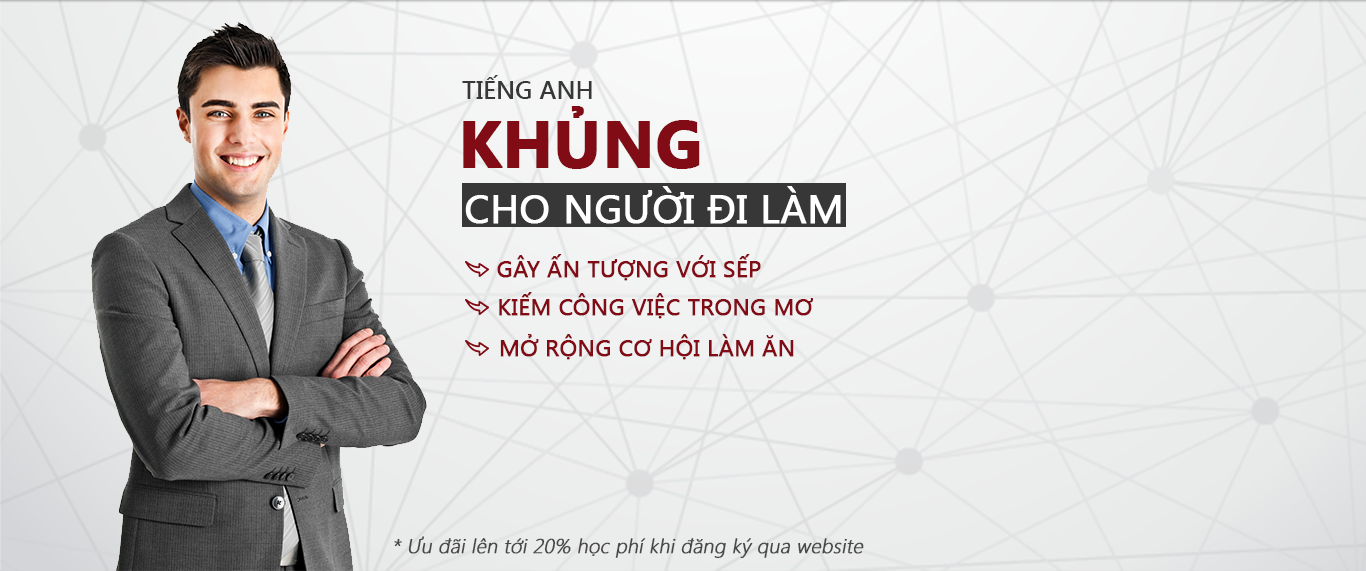 TIẾNG ANH
KHỦNG
CHO NGƯỜI ĐI LÀM
GÂY ẤN TƯỢNG VỚI SẾP
KIẾM CÔNG VIỆC TRONG MƠ
MỞ RỘNG CƠ HỘI LÀM ĂN
* Ưu đãi lên tới 20% học phí khi đăng ký qua website